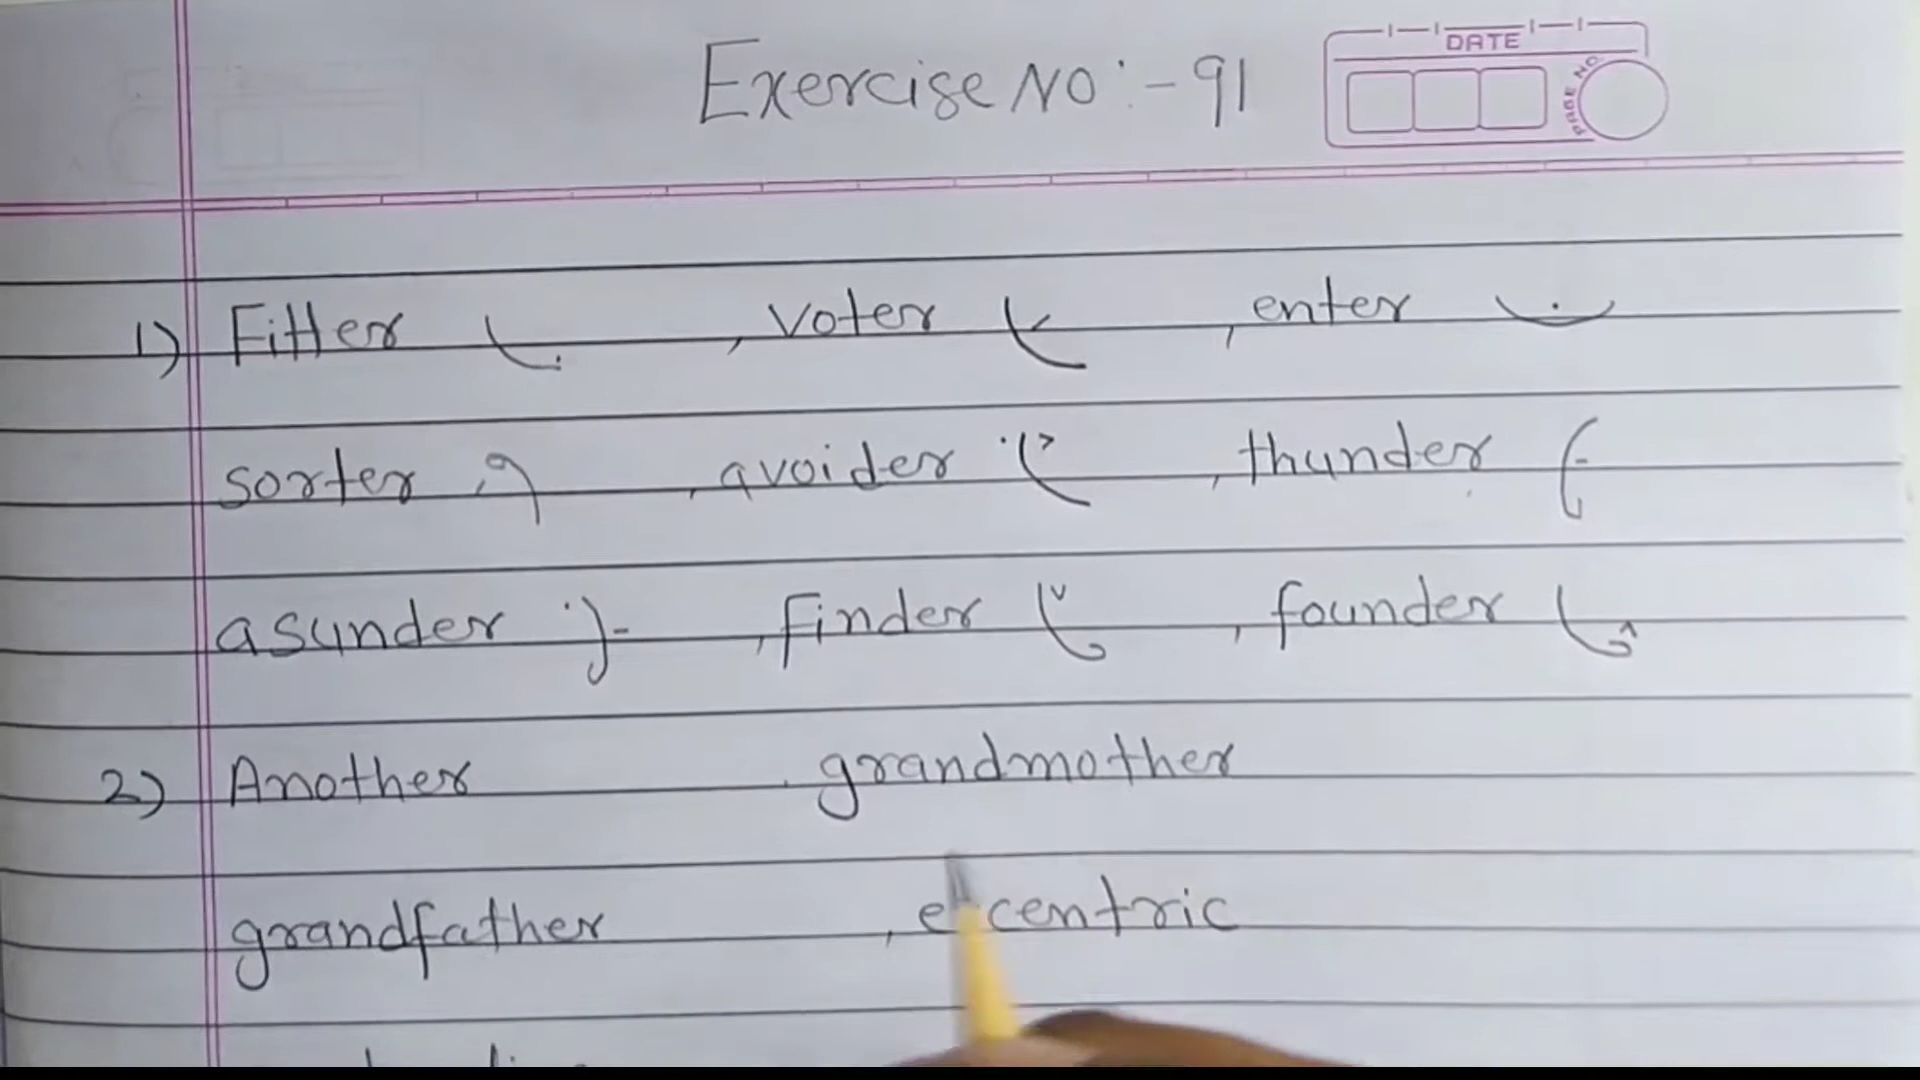 Exercise No:-91
DATE
PAGE NO.
1) Fitter , voter , enter
sorter , avoider , thunder
asunder , finder , founder
2) Another , grandmother
grandfather ,